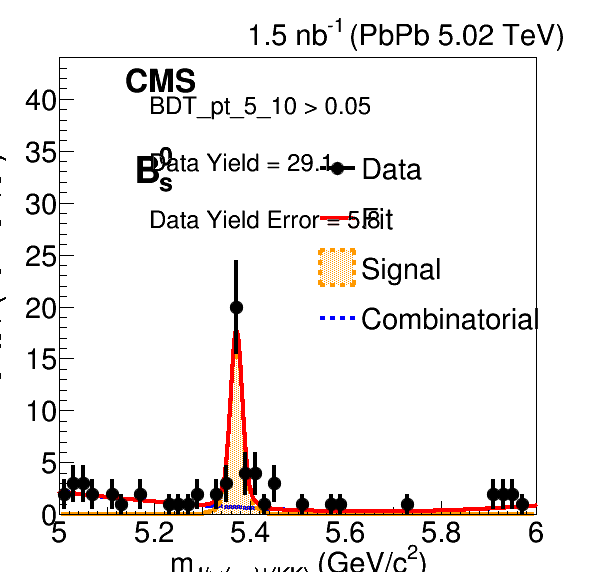 1.5 nb⁻¹ (PbPb 5.02 TeV)
CMS
BDT_pt_5_10 > 0.05
B⁰ₛ
Data Yield = 29.1
Data Yield Error = 5.8
Data
Fit
Signal
Combinatorial
40
35
30
25
20
15
10
5
0
5 5.2 5.4 5.6 5.8 6
m (GeV/c²)